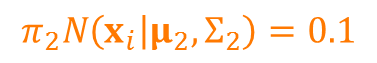 π₂N(𝐱ᵢ|𝛍₂, Σ₂) = 0.1